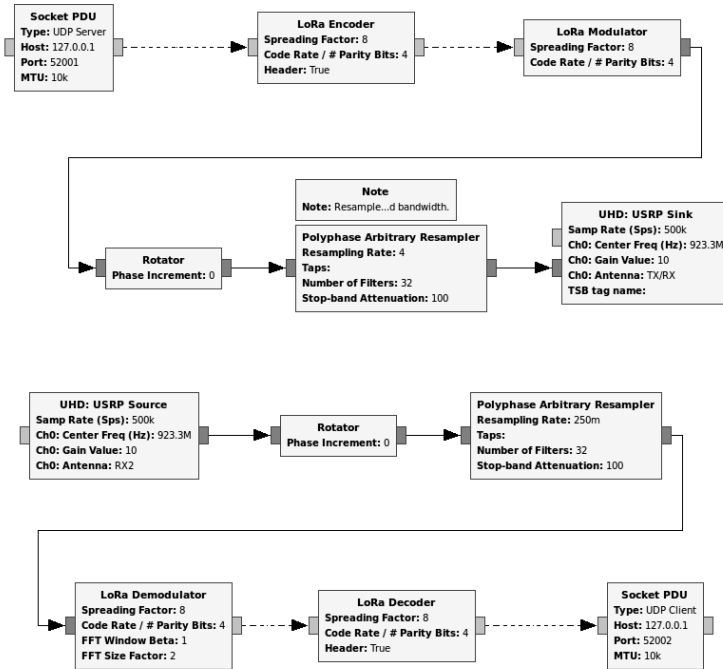 Socket PDU
Type: UDP Server
Host: 127.0.0.1
Port: 52001
MTU: 10k
LoRa Encoder
Spreading Factor: 8
Code Rate / # Parity Bits: 4
Header: True
LoRa Modulator
Spreading Factor: 8
Code Rate / # Parity Bits: 4
Note
Note: Resample...d bandwidth.
Rotator
Phase Increment: 0
Polyphase Arbitrary Resampler
Resampling Rate: 4
Taps:
Number of Filters: 32
Stop-band Attenuation: 100
UHD: USRP Sink
Samp Rate (Sps): 500k
Ch0: Center Freq (Hz): 923.3M
Ch0: Gain Value: 10
Ch0: Antenna: TX/RX
TSB tag name:
UHD: USRP Source
Samp Rate (Sps): 500k
Ch0: Center Freq (Hz): 923.3M
Ch0: Gain Value: 10
Ch0: Antenna: RX2
Rotator
Phase Increment: 0
Polyphase Arbitrary Resampler
Resampling Rate: 250m
Taps:
Number of Filters: 32
Stop-band Attenuation: 100
LoRa Demodulator
Spreading Factor: 8
Code Rate / # Parity Bits: 4
FFT Window Beta: 1
FFT Size Factor: 2
LoRa Decoder
Spreading Factor: 8
Code Rate / # Parity Bits: 4
Header: True
Socket PDU
Type: UDP Client
Host: 127.0.0.1
Port: 52002
MTU: 10k